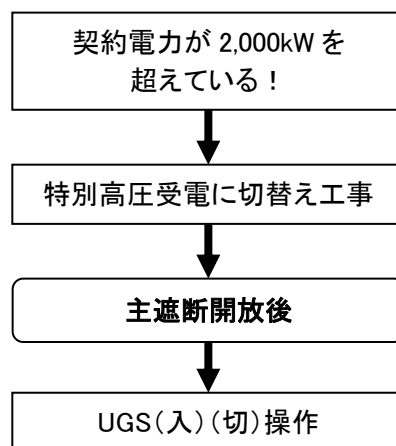 契約電力が 2,000kW を
超えている！
特別高圧受電に切替え工事
主遮断開放後
UGS（入）（切）操作